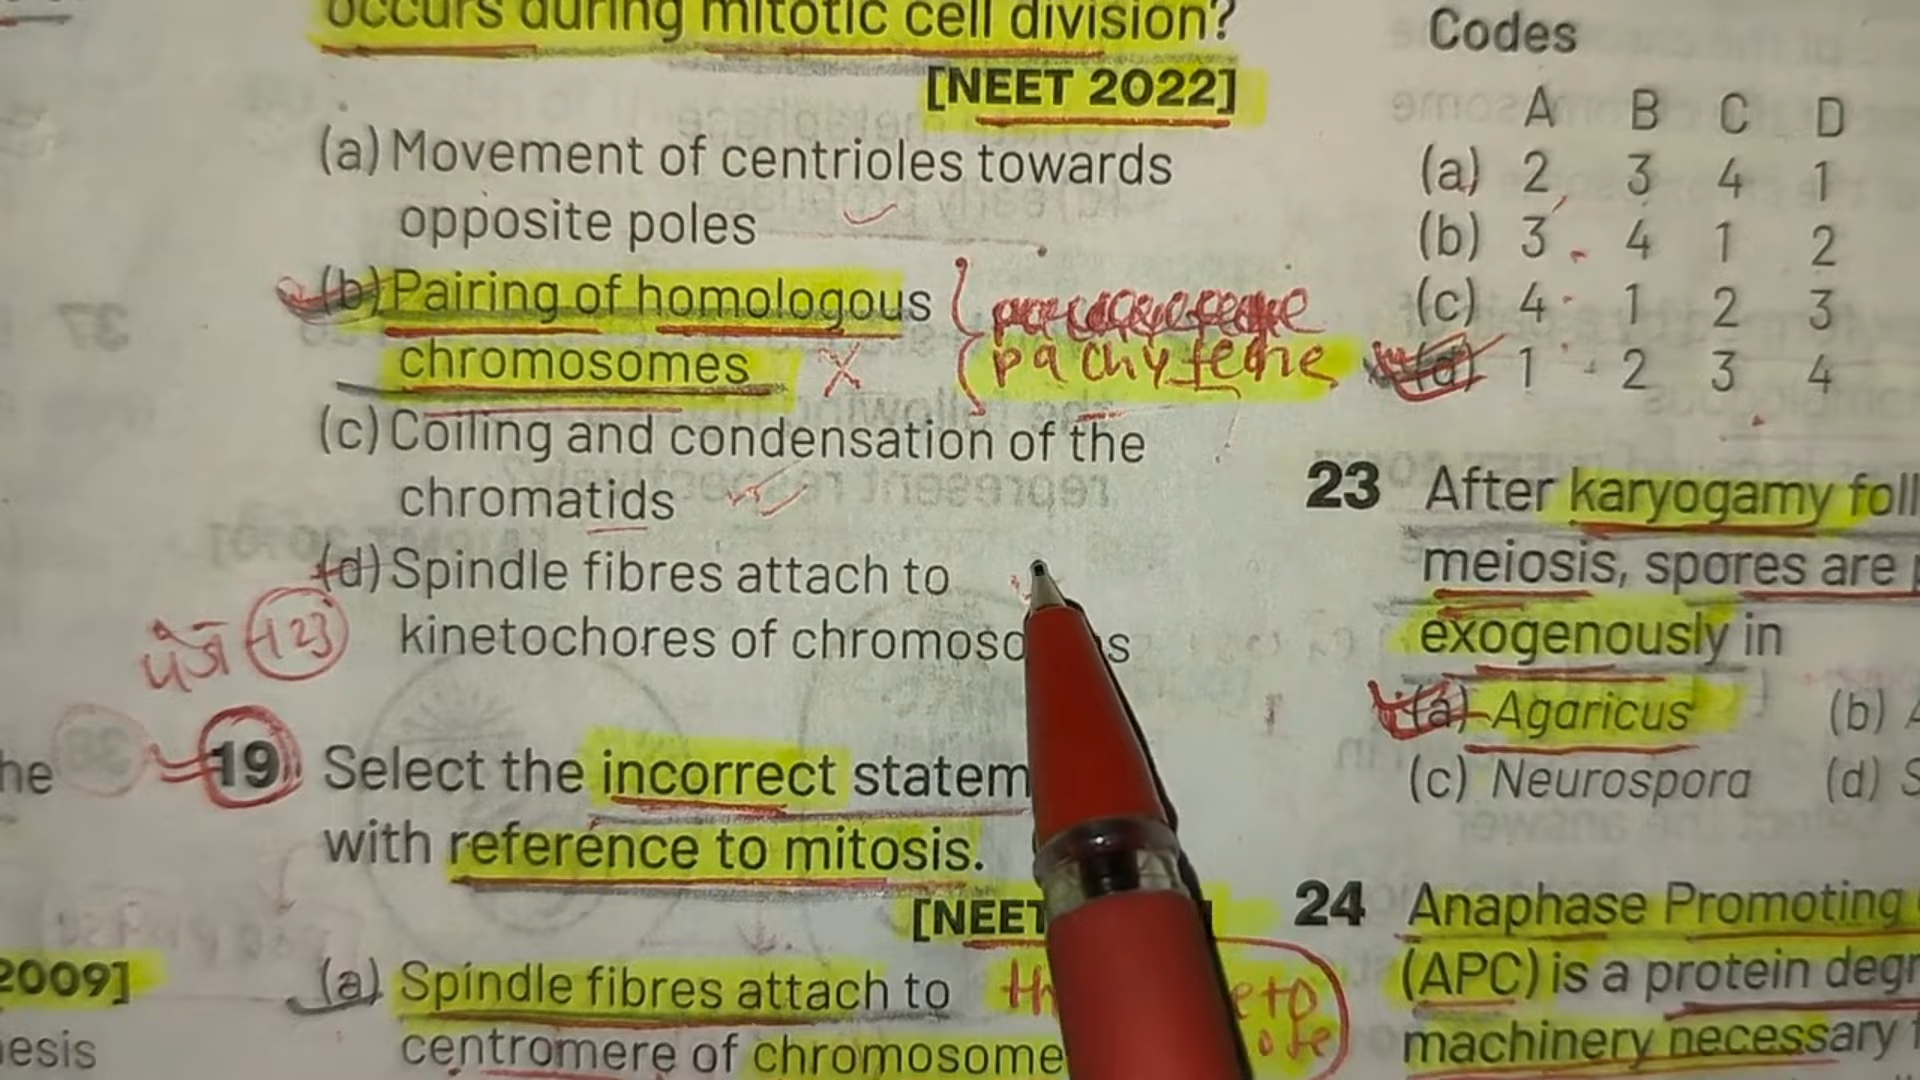 occurs during mitotic cell division?
[NEET 2022]
(a) Movement of centrioles towards
opposite poles
(b) Pairing of homologous
chromosomes
pachytene
(c) Coiling and condensation of the
chromatids
(d) Spindle fibres attach to
kinetochores of
पेज 123
19 Select the incorrect
with reference to mitosis.
[NEET
(a) Spindle fibres attach to
centromere of chromosome
he
2009]
esis
Codes
A B C D
(a) 2 3 4 1
(b) 3 4 1 2
(c) 4 1 2 3
(d) 1 2 3 4
23 After karyogamy
meiosis, spores are
exogenously in
(a) Agaricus (b)
(c) Neurospora (d)
24 Anaphase Promoting
(APC) is a protein
machinery necessary